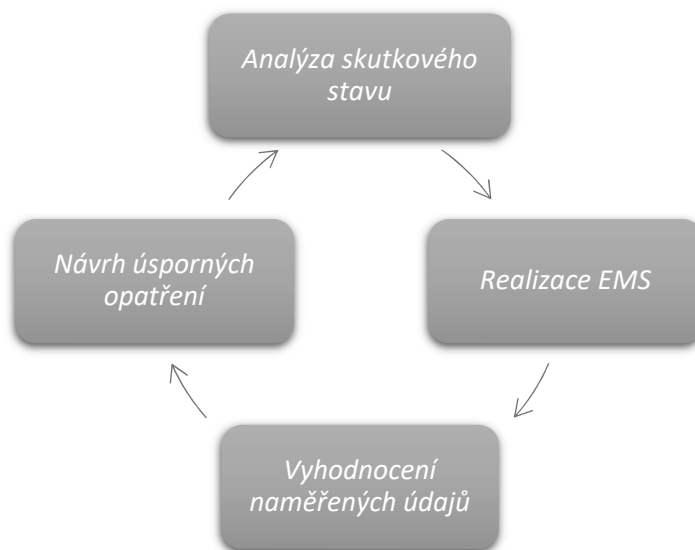 Analýza skutkového
stavu
Návrh úsporných
opatření
Realizace EMS
Vyhodnocení
naměřených údajů